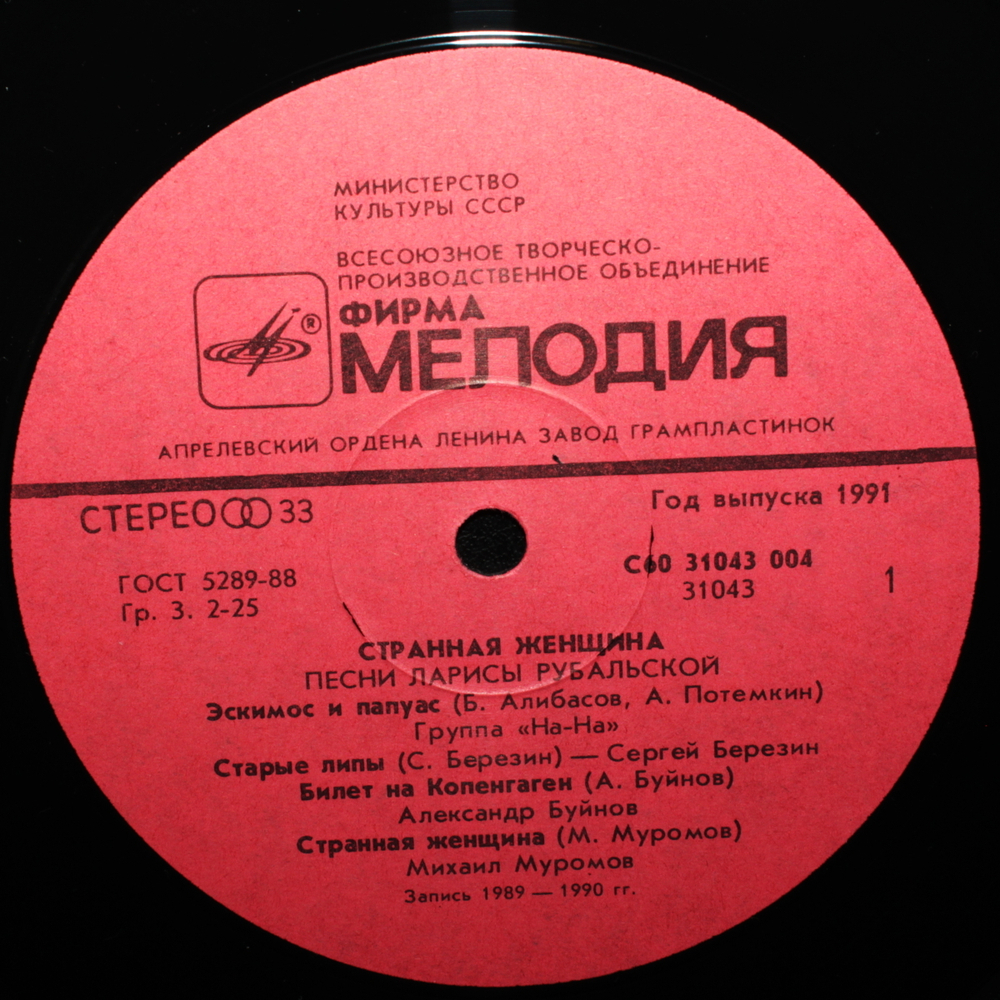 МИНИСТЕРСТВО
КУЛЬТУРЫ СССР
ВСЕСОЮЗНОЕ ТВОРЧЕСКО-
ПРОИЗВОДСТВЕННОЕ ОБЪЕДИНЕНИЕ
®
ФИРМА
МЕЛОДИЯ
АПРЕЛЕВСКИЙ ОРДЕНА ЛЕНИНА ЗАВОД ГРАМПЛАСТИНОК
СТЕРЕО 33
Год выпуска 1991
ГОСТ 5289-88
Гр. 3. 2-25
С60 31043 004
31043
1
СТРАННАЯ ЖЕНЩИНА
ПЕСНИ ЛАРИСЫ РУБАЛЬСКОЙ
Эскимос и папуас (Б. Алибасов, А. Потемкин)
Группа «На-На»
Старые липы (С. Березин) — Сергей Березин
Билет на Копенгаген (А. Буйнов)
Александр Буйнов
Странная женщина (М. Муромов)
Михаил Муромов
Запись 1989 — 1990 гг.